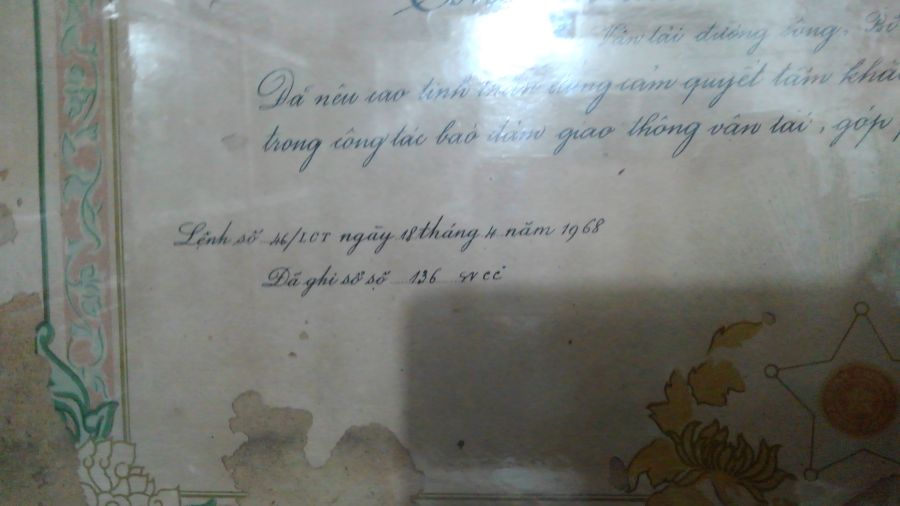 Vận tải đường sông, Bộ
Đã nêu cao tinh thần dũng cảm quyết tâm khắc
trong công tác bảo đảm giao thông vận tải, góp
Lệnh số 46/LCT ngày 18 tháng 4 năm 1968
Đã ghi sổ số 136